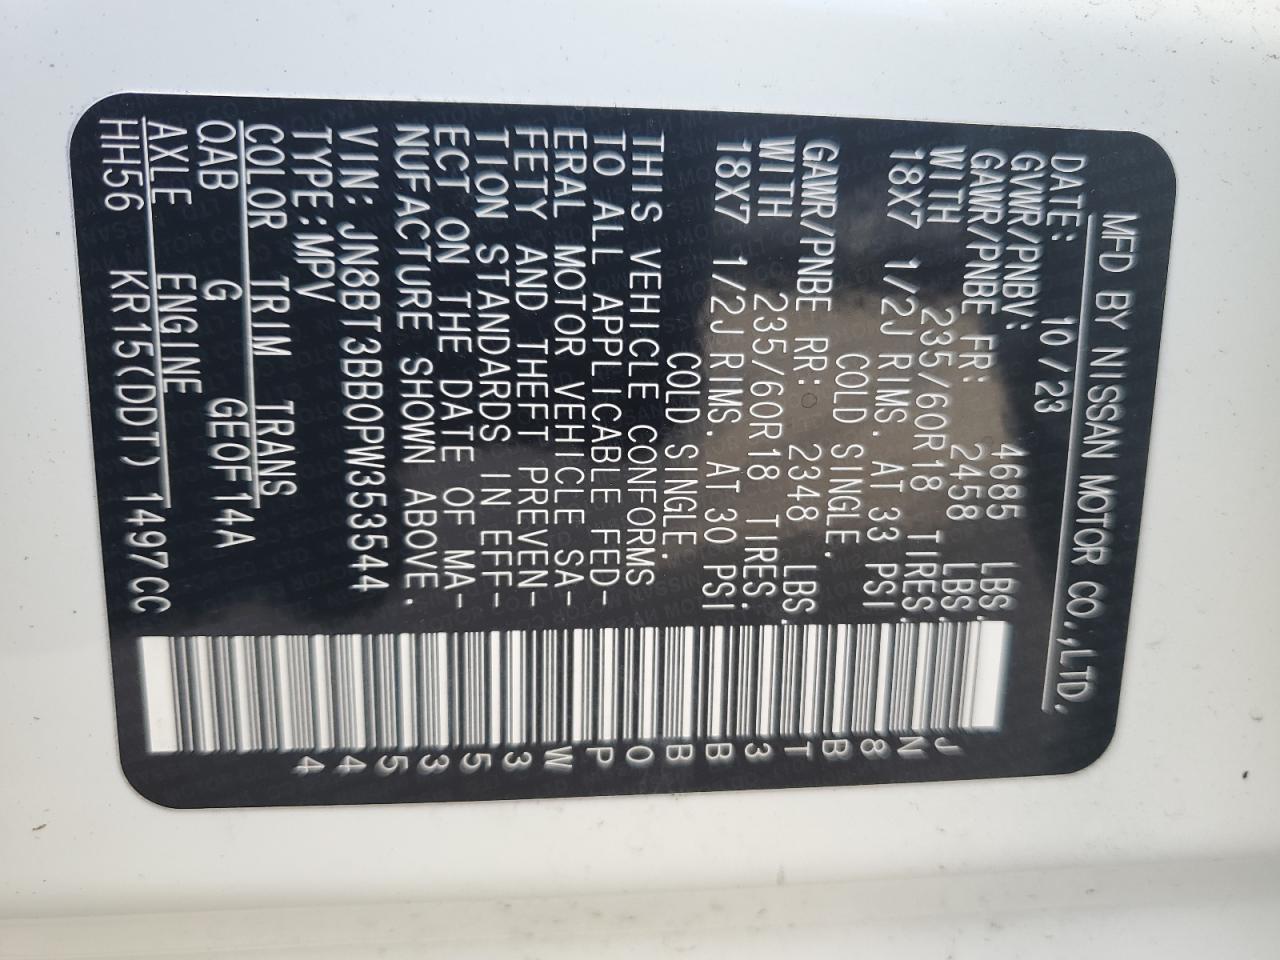 MFD BY NISSAN MOTOR CO.,LTD.
DATE: 10/23
GVWR/PNBV: 4685 LBS.
GAWR/PNBE FR: 2458 LBS.
WITH 235/60R18 TIRES.
18X7 1/2J RIMS. AT 33 PSI
COLD SINGLE.
GAWR/PNBE RR: 2348 LBS.
WITH 235/60R18 TIRES.
18X7 1/2J RIMS. AT 30 PSI
COLD SINGLE.
THIS VEHICLE CONFORMS
TO ALL APPLICABLE FED-
ERAL MOTOR VEHICLE SA-
FETY AND THEFT PREVEN-
TION STANDARDS IN EFF-
ECT ON THE DATE OF MA-
NUFACTURE SHOWN ABOVE.
VIN: JN8BT3BB0PW353544
TYPE:MPV
COLOR TRIM TRANS
QAB G GE0F14A
AXLE ENGINE
HH56 KR15(DDT) 1497CC
JN8BT3BB0PW353544